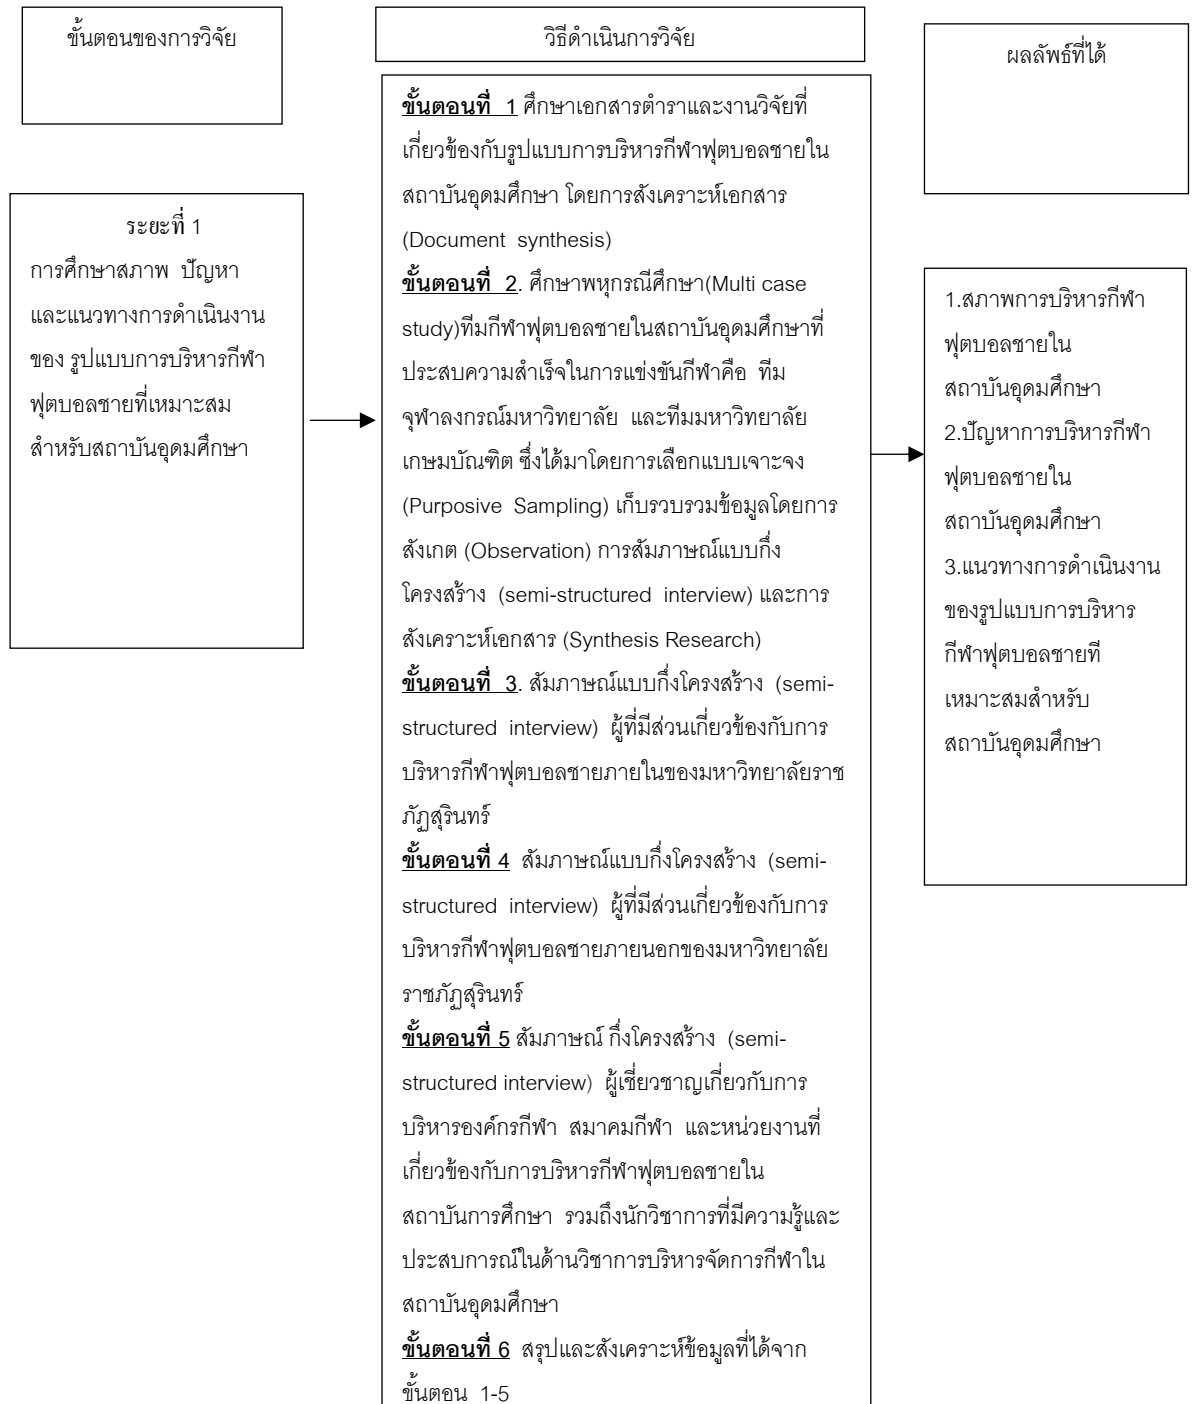 ขั้นตอนของการวิจัย
วิธีดำเนินการวิจัย
ผลลัพธ์ที่ได้
ระยะที่ 1
การศึกษาสภาพ ปัญหา
และแนวทางการดำเนินงาน
ของ รูปแบบการบริหารกีฬา
ฟุตบอลชายที่เหมาะสม
สำหรับสถาบันอุดมศึกษา
ขั้นตอนที่ 1 ศึกษาเอกสารตำราและงานวิจัยที่
เกี่ยวข้องกับรูปแบบการบริหารกีฬาฟุตบอลชายใน
สถาบันอุดมศึกษา โดยการสังเคราะห์เอกสาร
(Document synthesis)
ขั้นตอนที่ 2. ศึกษาพหุกรณีศึกษา(Multi case
study)ทีมกีฬาฟุตบอลชายในสถาบันอุดมศึกษาที่
ประสบความสำเร็จในการแข่งขันกีฬาคือ ทีม
จุฬาลงกรณ์มหาวิทยาลัย และทีมมหาวิทยาลัย
เกษมบัณฑิต ซึ่งได้มาโดยการเลือกแบบเจาะจง
(Purposive Sampling) เก็บรวบรวมข้อมูลโดยการ
สังเกต (Observation) การสัมภาษณ์แบบกึ่ง
โครงสร้าง (semi-structured interview) และการ
สังเคราะห์เอกสาร (Synthesis Research)
ขั้นตอนที่ 3. สัมภาษณ์แบบกึ่งโครงสร้าง (semi-
structured interview) ผู้ที่มีส่วนเกี่ยวข้องกับการ
บริหารกีฬาฟุตบอลชายภายในของมหาวิทยาลัยราช
ภัฏสุรินทร์
ขั้นตอนที่ 4 สัมภาษณ์แบบกึ่งโครงสร้าง (semi-
structured interview) ผู้ที่มีส่วนเกี่ยวข้องกับการ
บริหารกีฬาฟุตบอลชายภายนอกของมหาวิทยาลัย
ราชภัฏสุรินทร์
ขั้นตอนที่ 5 สัมภาษณ์ กึ่งโครงสร้าง (semi-
structured interview) ผู้เชี่ยวชาญเกี่ยวกับการ
บริหารองค์กรกีฬา สมาคมกีฬา และหน่วยงานที่
เกี่ยวข้องกับการบริหารกีฬาฟุตบอลชายใน
สถาบันการศึกษา รวมถึงนักวิชาการที่มีความรู้และ
ประสบการณ์ในด้านวิชาการบริหารจัดการกีฬาใน
สถาบันอุดมศึกษา
ขั้นตอนที่ 6 สรุปและสังเคราะห์ข้อมูลที่ได้จาก
ขั้นตอน 1-5
1.สภาพการบริหารกีฬา
ฟุตบอลชายใน
สถาบันอุดมศึกษา
2.ปัญหาการบริหารกีฬา
ฟุตบอลชายใน
สถาบันอุดมศึกษา
3.แนวทางการดำเนินงาน
ของรูปแบบการบริหาร
กีฬาฟุตบอลชายที
เหมาะสมสำหรับ
สถาบันอุดมศึกษา